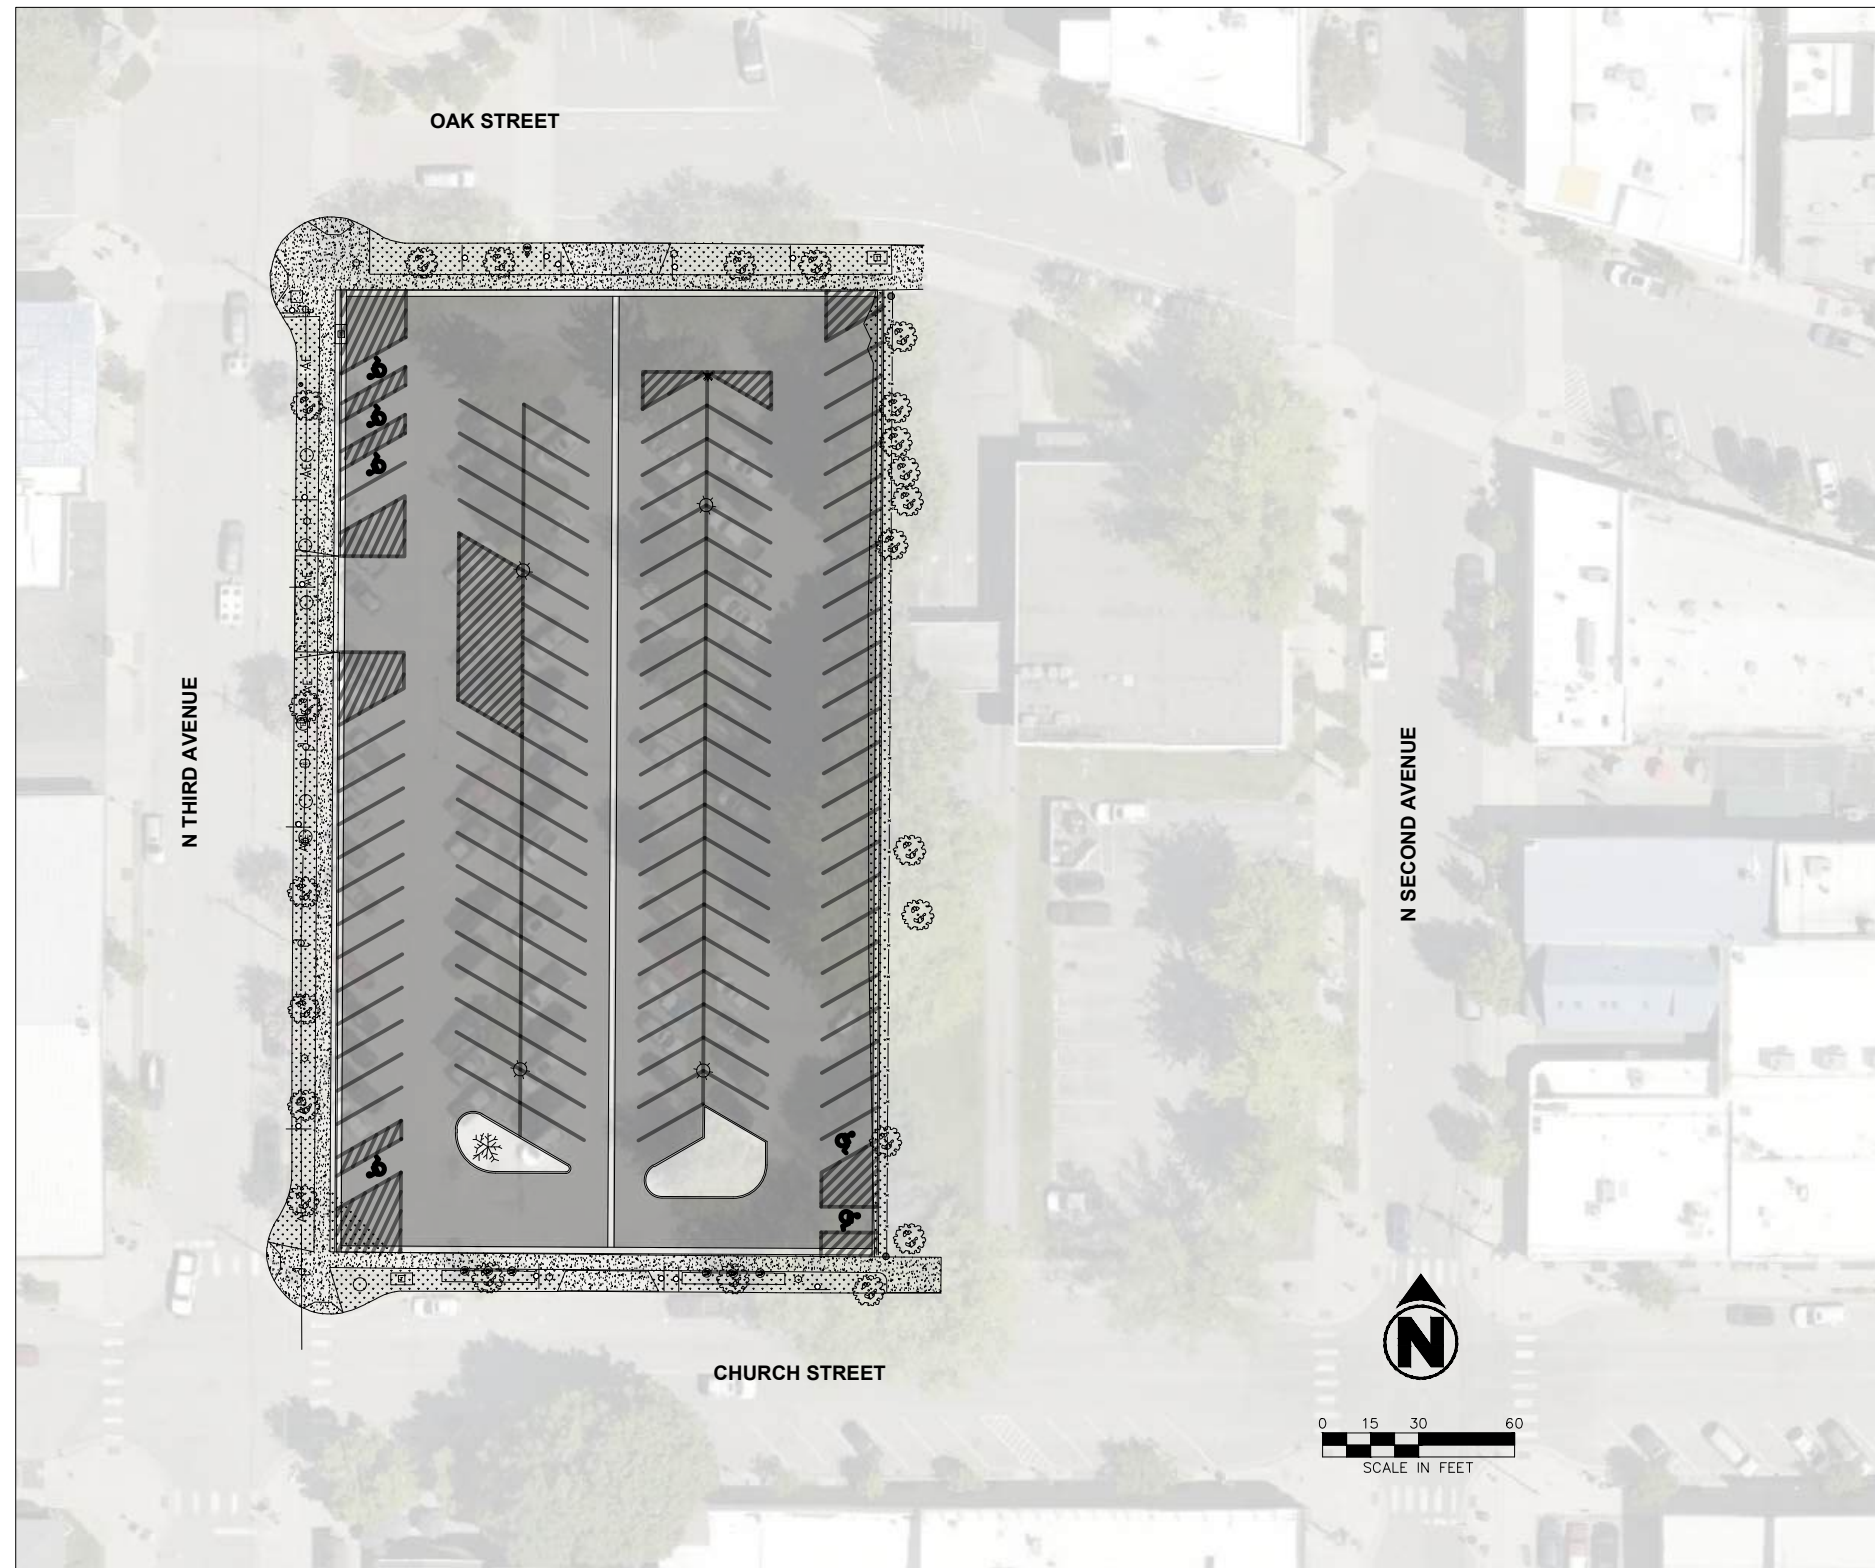 OAK STREET
N THIRD AVENUE
N SECOND AVENUE
CHURCH STREET
N
0 15 30 60
SCALE IN FEET